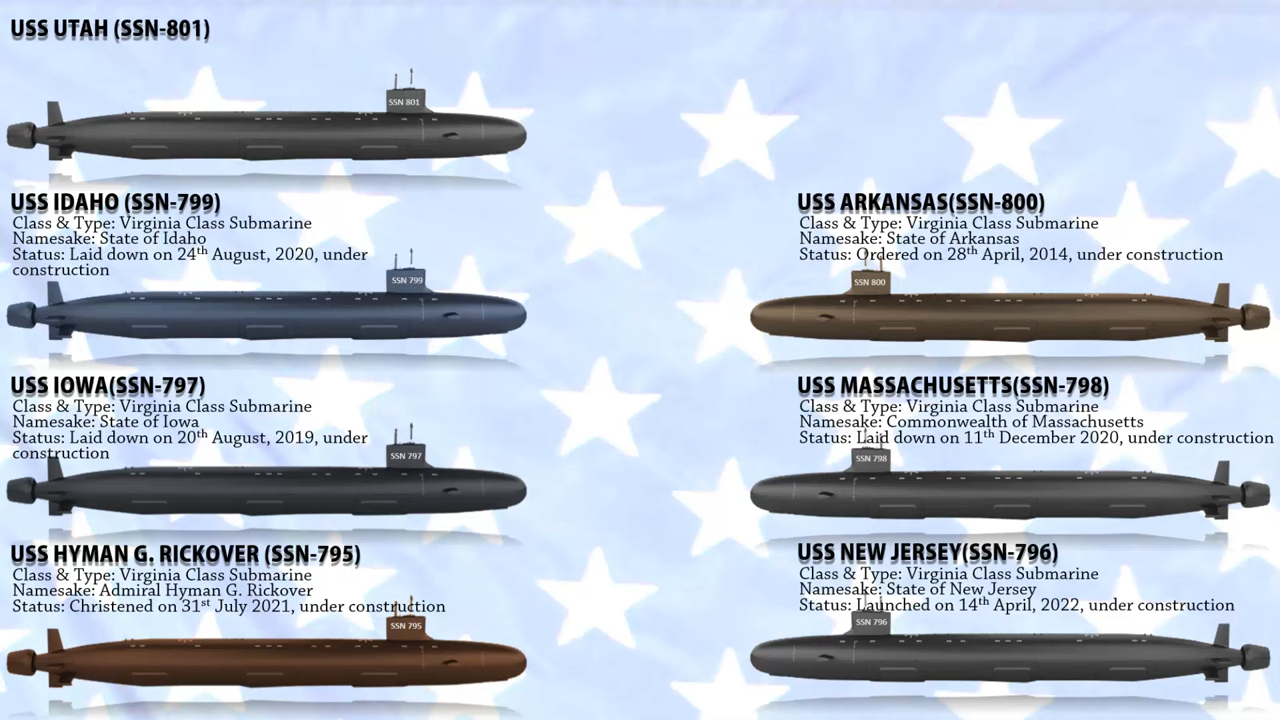 USS UTAH (SSN-801)
SSN 801
USS IDAHO (SSN-799)
Class & Type: Virginia Class Submarine
Namesake: State of Idaho
Status: Laid down on 24th August, 2020, under
construction
SSN 799
USS ARKANSAS(SSN-800)
Class & Type: Virginia Class Submarine
Namesake: State of Arkansas
Status: Ordered on 28th April, 2014, under construction
SSN 800
USS IOWA(SSN-797)
Class & Type: Virginia Class Submarine
Namesake: State of Iowa
Status: Laid down on 20th August, 2019, under
construction
SSN 797
USS MASSACHUSETTS(SSN-798)
Class & Type: Virginia Class Submarine
Namesake: Commonwealth of Massachusetts
Status: Laid down on 11th December 2020, under construction
SSN 798
USS HYMAN G. RICKOVER (SSN-795)
Class & Type: Virginia Class Submarine
Namesake: Admiral Hyman G. Rickover
Status: Christened on 31st July 2021, under construction
SSN 795
USS NEW JERSEY(SSN-796)
Class & Type: Virginia Class Submarine
Namesake: State of New Jersey
Status: Launched on 14th April, 2022, under construction
SSN 796